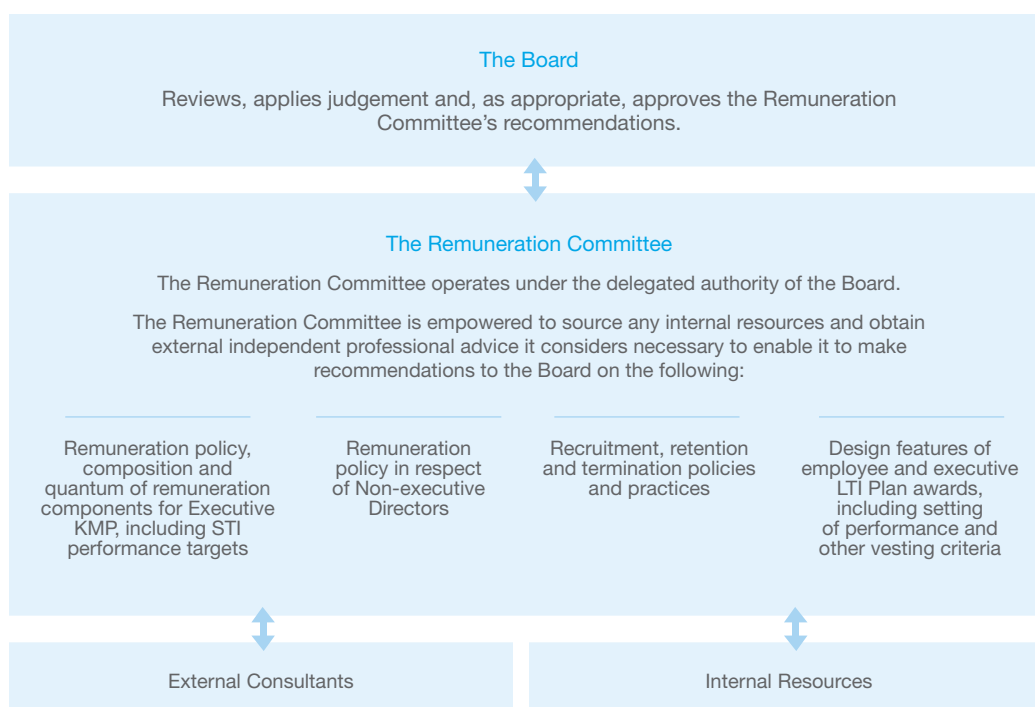 The Board
Reviews, applies judgement and, as appropriate, approves the Remuneration
Committee’s recommendations.
The Remuneration Committee
The Remuneration Committee operates under the delegated authority of the Board.
The Remuneration Committee is empowered to source any internal resources and obtain
external independent professional advice it considers necessary to enable it to make
recommendations to the Board on the following:
Remuneration policy,
composition and
quantum of remuneration
components for Executive
KMP, including STI
performance targets
Remuneration
policy in respect
of Non-executive
Directors
Recruitment, retention
and termination policies
and practices
Design features of
employee and executive
LTI Plan awards,
including setting
of performance and
other vesting criteria
External Consultants
Internal Resources